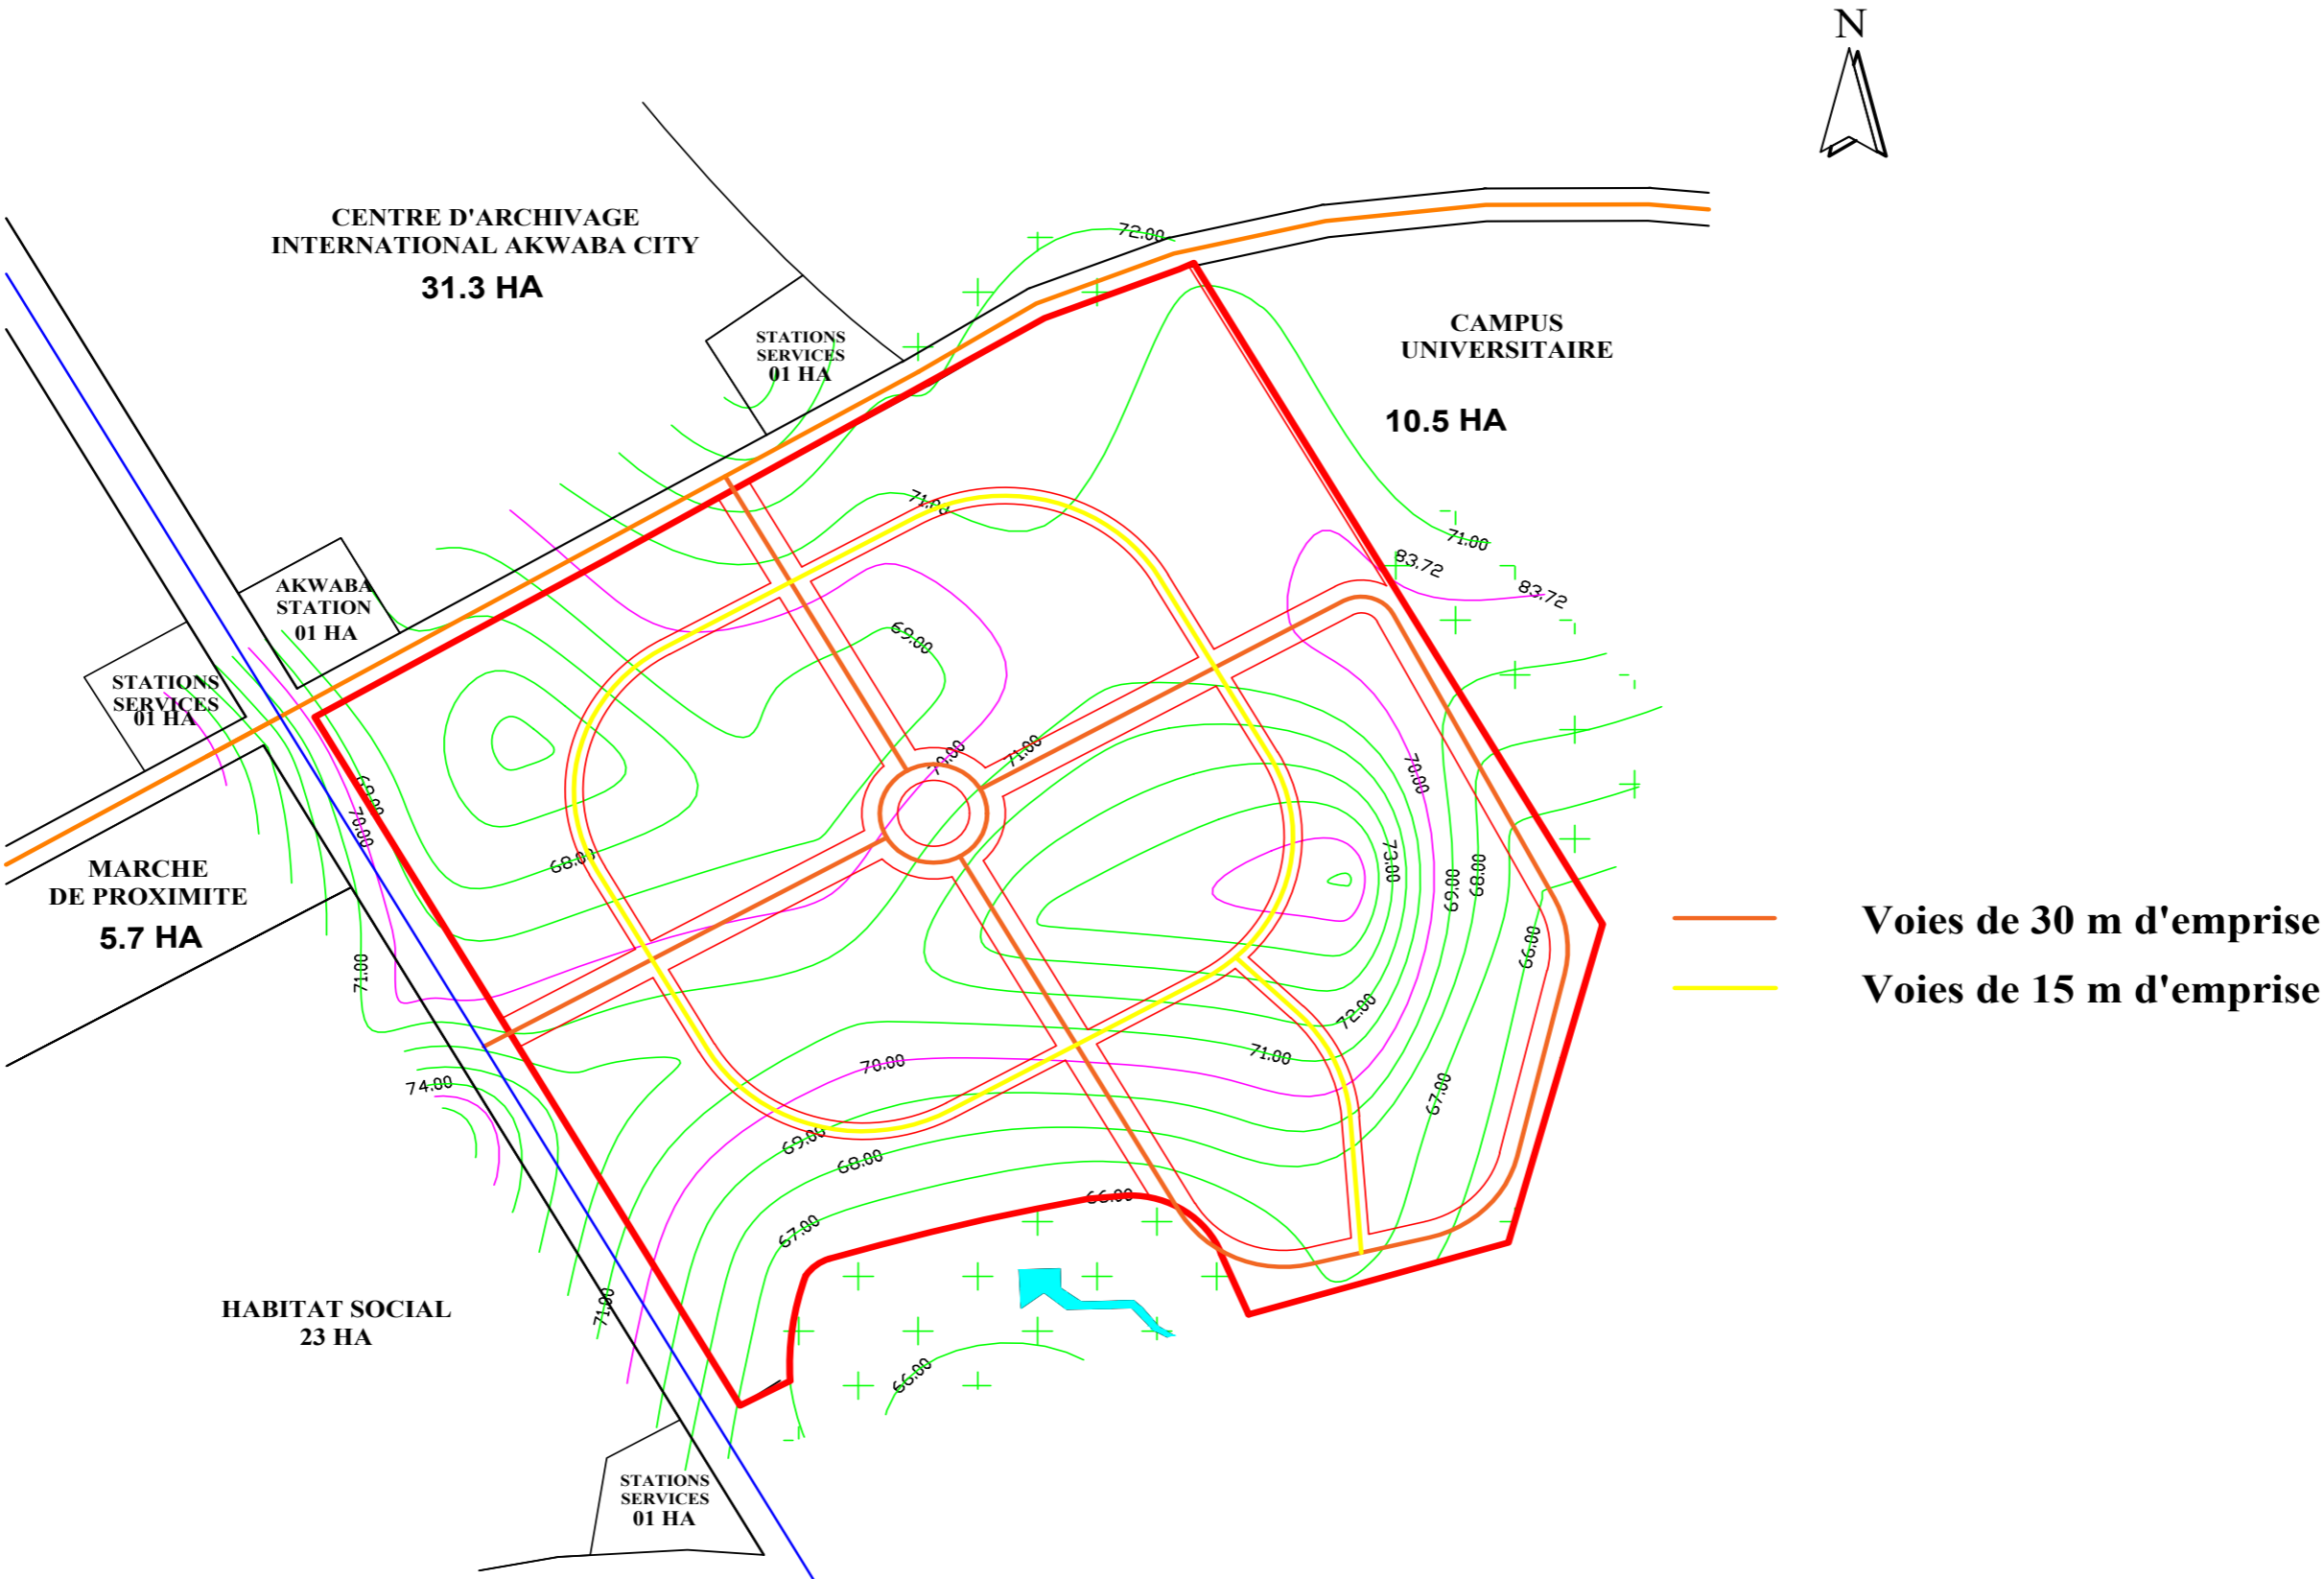 N
72.00
CENTRE D'ARCHIVAGE
INTERNATIONAL AKWABA CITY
31.3 HA
STATIONS
SERVICES
01 HA
CAMPUS
UNIVERSITAIRE
10.5 HA
71.00
83.72
83.72
AKWABA
STATION
01 HA
69.00
STATIONS
SERVICES
01 HA
70.00
71.00
70.00
70.00
68.00
73.00
69.00
68.00
MARCHE
DE PROXIMITE
5.7 HA
Voies de 30 m d'emprise
66.00
71.00
Voies de 15 m d'emprise
72.00
71.00
70.00
74.00
67.00
69.00
68.00
66.00
67.00
HABITAT SOCIAL
23 HA
71.00
66.00
STATIONS
SERVICES
01 HA